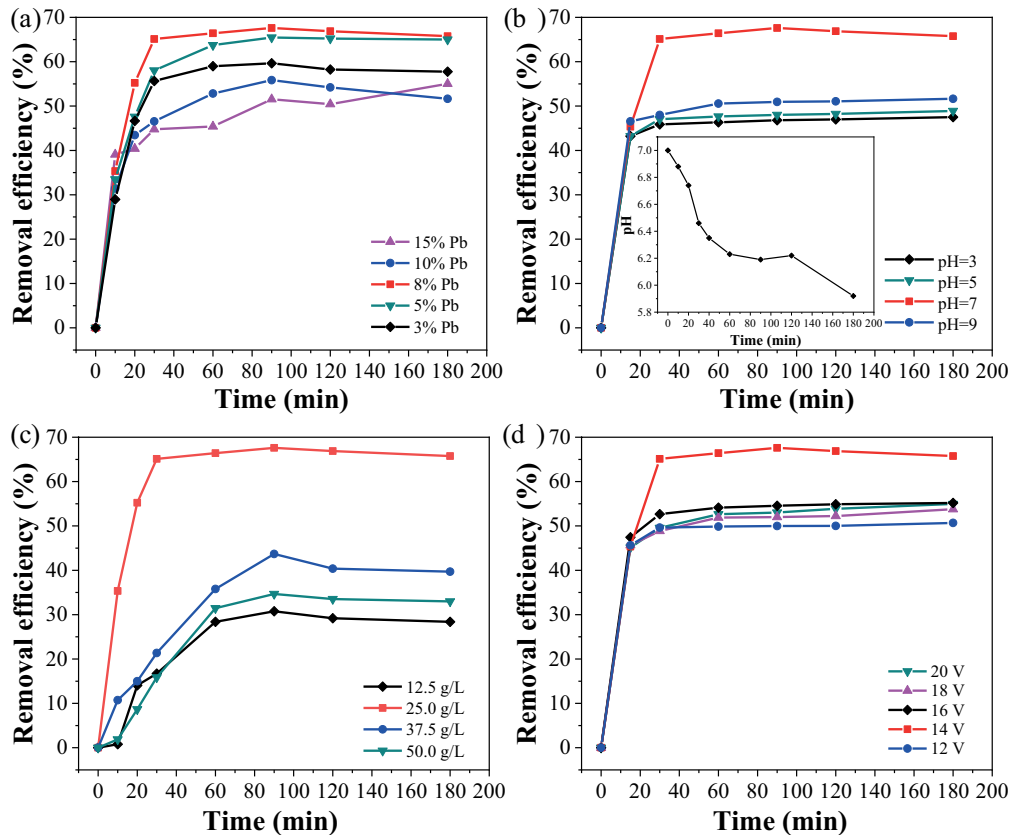 (a)
Removal efficiency (%)
70
60
50
40
30
20
10
0
15% Pb
10% Pb
8% Pb
5% Pb
3% Pb
0 20 40 60 80 100 120 140 160 180 200
Time (min)
(b )
Removal efficiency (%)
70
60
50
40
30
20
10
0
pH
7.0
6.6
6.2
5.8
0 20 40 60 80 100 120 140 160 180 200
Time (min)
pH=3
pH=5
pH=7
pH=9
0 20 40 60 80 100 120 140 160 180 200
Time (min)
(c )
Removal efficiency (%)
70
60
50
40
30
20
10
0
12.5 g/L
25.0 g/L
37.5 g/L
50.0 g/L
0 20 40 60 80 100 120 140 160 180 200
Time (min)
(d )
Removal efficiency (%)
70
60
50
40
30
20
10
0
20 V
18 V
16 V
14 V
12 V
0 20 40 60 80 100 120 140 160 180 200
Time (min)